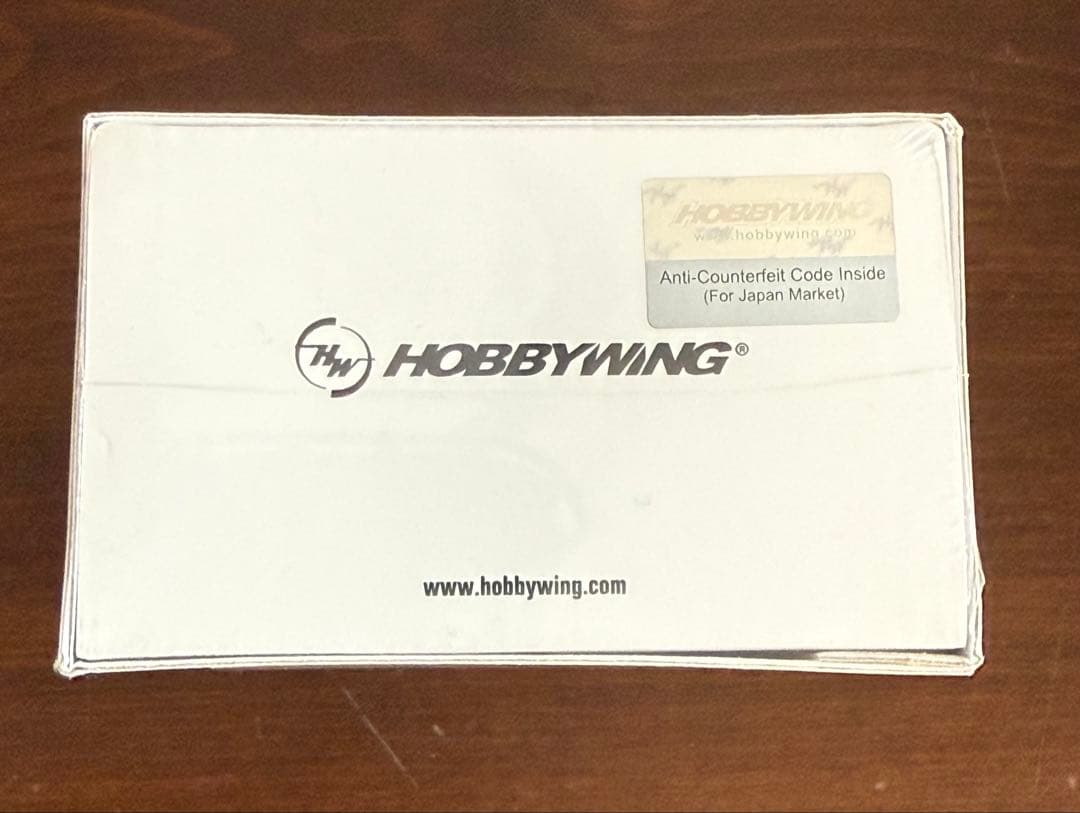 HOBBYWING
www.hobbywing.com
Anti-Counterfeit Code Inside
(For Japan Market)
HW HOBBYWING®
www.hobbywing.com